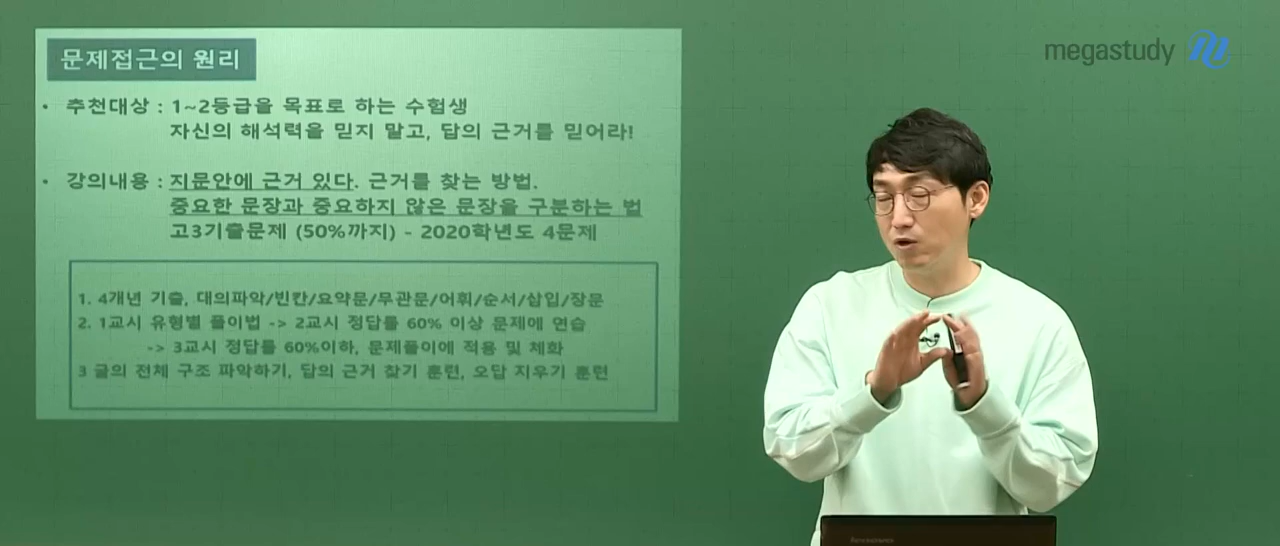 문제접근의 원리
megastudy
• 추천대상 : 1~2등급을 목표로 하는 수험생
자신의 해석력을 믿지 말고, 답의 근거를 믿어라!
• 강의내용 : 지문안에 근거 있다. 근거를 찾는 방법.
중요한 문장과 중요하지 않은 문장을 구분하는 법
고3기출문제 (50%까지) - 2020학년도 4문제
1. 4개년 기출, 대의파악/빈칸/요약문/무관문/어휘/순서/삽입/장문
2. 1교시 유형별 풀이법 -> 2교시 정답률 60% 이상 문제에 연습
-> 3교시 정답률 60%이하, 문제풀이에 적용 및 체화
3 글의 전체 구조 파악하기, 답의 근거 찾기 훈련, 오답 지우기 훈련